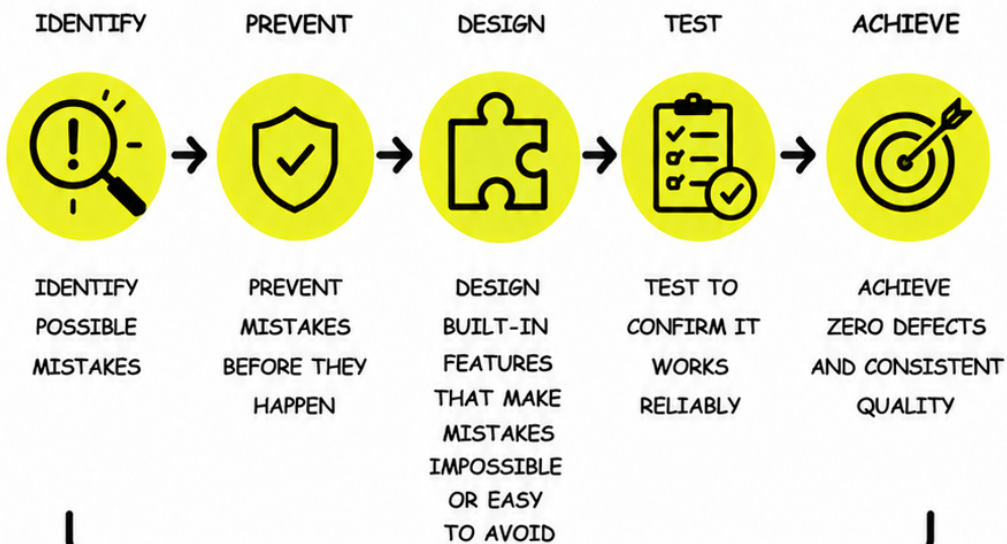 IDENTIFY
PREVENT
DESIGN
TEST
ACHIEVE
IDENTIFY
POSSIBLE
MISTAKES
PREVENT
MISTAKES
BEFORE THEY
HAPPEN
DESIGN
BUILT-IN
FEATURES
THAT MAKE
MISTAKES
IMPOSSIBLE
OR EASY
TO AVOID
TEST TO
CONFIRM IT
WORKS
RELIABLY
ACHIEVE
ZERO DEFECTS
AND CONSISTENT
QUALITY